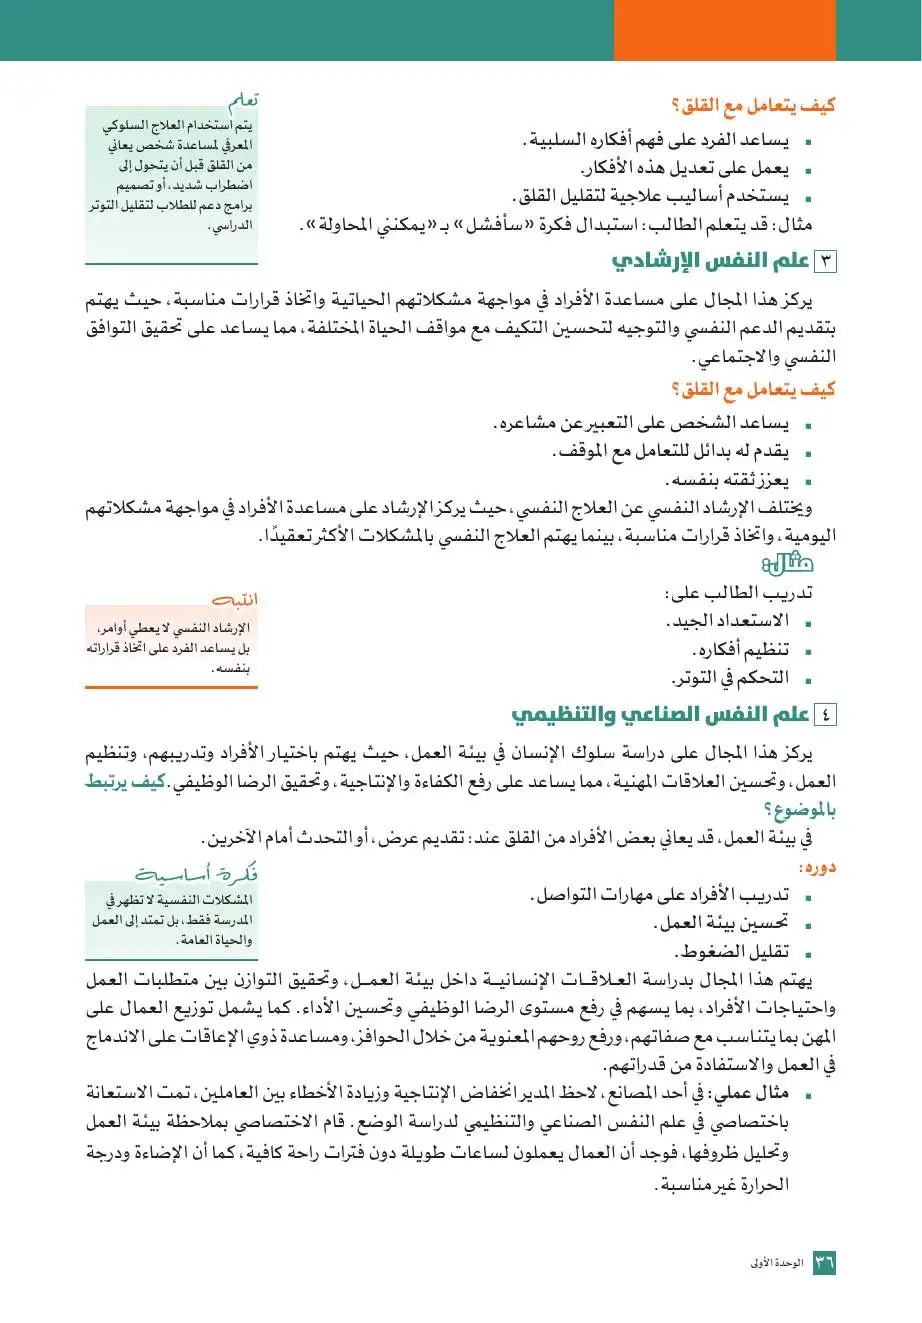 كيف يتعامل مع القلق؟
▪ يساعد الفرد على فهم أفكاره السلبية.
▪ يعمل على تعديل هذه الأفكار.
▪ يستخدم أساليب علاجية لتقليل القلق.
مثال: قد يتعلم الطالب: استبدال فكرة «سأفشل» بـ «يمكنني المحاولة».
تعلم
يتم استخدام العلاج السلوكي
المعرفي لمساعدة شخص يعاني
من القلق قبل أن يتحول إلى
اضطراب شديد، أو تصميم
برامج دعم للطلاب لتقليل التوتر
الدراسي.
٣ علم النفس الإرشادي
يركز هذا المجال على مساعدة الأفراد في مواجهة مشكلاتهم الحياتية واتخاذ قرارات مناسبة، حيث يهتم
بتقديم الدعم النفسي والتوجيه لتحسين التكيف مع مواقف الحياة المختلفة، مما يساعد على تحقيق التوافق
النفسي والاجتماعي.
كيف يتعامل مع القلق؟
▪ يساعد الشخص على التعبير عن مشاعره.
▪ يقدم له بدائل للتعامل مع الموقف.
▪ يعزز ثقته بنفسه.
ويختلف الإرشاد النفسي عن العلاج النفسي، حيث يركز الإرشاد على مساعدة الأفراد في مواجهة مشكلاتهم
اليومية، واتخاذ قرارات مناسبة، بينما يهتم العلاج النفسي بالمشكلات الأكثر تعقيدًا.
مثال:
تدريب الطالب على:
▪ الاستعداد الجيد.
▪ تنظيم أفكاره.
▪ التحكم في التوتر.
انتبه
الإرشاد النفسي لا يعطي أوامر،
بل يساعد الفرد على اتخاذ قراراته
بنفسه.
٤ علم النفس الصناعي والتنظيمي
يركز هذا المجال على دراسة سلوك الإنسان في بيئة العمل، حيث يهتم باختيار الأفراد وتدريبهم، وتنظيم
العمل، وتحسين العلاقات المهنية، مما يساعد على رفع الكفاءة والإنتاجية، وتحقيق الرضا الوظيفي. كيف يرتبط
بالموضوع؟
في بيئة العمل، قد يعاني بعض الأفراد من القلق عند: تقديم عرض، أو التحدث أمام الآخرين.
دوره:
▪ تدريب الأفراد على مهارات التواصل.
▪ تحسين بيئة العمل.
▪ تقليل الضغوط.
فكرة أساسية
المشكلات النفسية لا تظهر في
المدرسة فقط، بل تمتد إلى العمل
والحياة العامة.
يهتم هذا المجال بدراسة العلاقات الإنسانية داخل بيئة العمل، وتحقيق التوازن بين متطلبات العمل
واحتياجات الأفراد، بما يسهم في رفع مستوى الرضا الوظيفي وتحسين الأداء. كما يشمل توزيع العمال على
المهن بما يتناسب مع صفاتهم، ورفع روحهم المعنوية من خلال الحوافز، ومساعدة ذوي الإعاقات على الاندماج
في العمل والاستفادة من قدراتهم.
▪ مثال عملي: في أحد المصانع، لاحظ المدير انخفاض الإنتاجية وزيادة الأخطاء بين العاملين، تمت الاستعانة
باختصاصي في علم النفس الصناعي والتنظيمي لدراسة الوضع. قام الاختصاصي بملاحظة بيئة العمل
وتحليل ظروفها، فوجد أن العمال يعملون لساعات طويلة دون فترات راحة كافية، كما أن الإضاءة ودرجة
الحرارة غير مناسبة.
٣٦ الوحدة الأولى